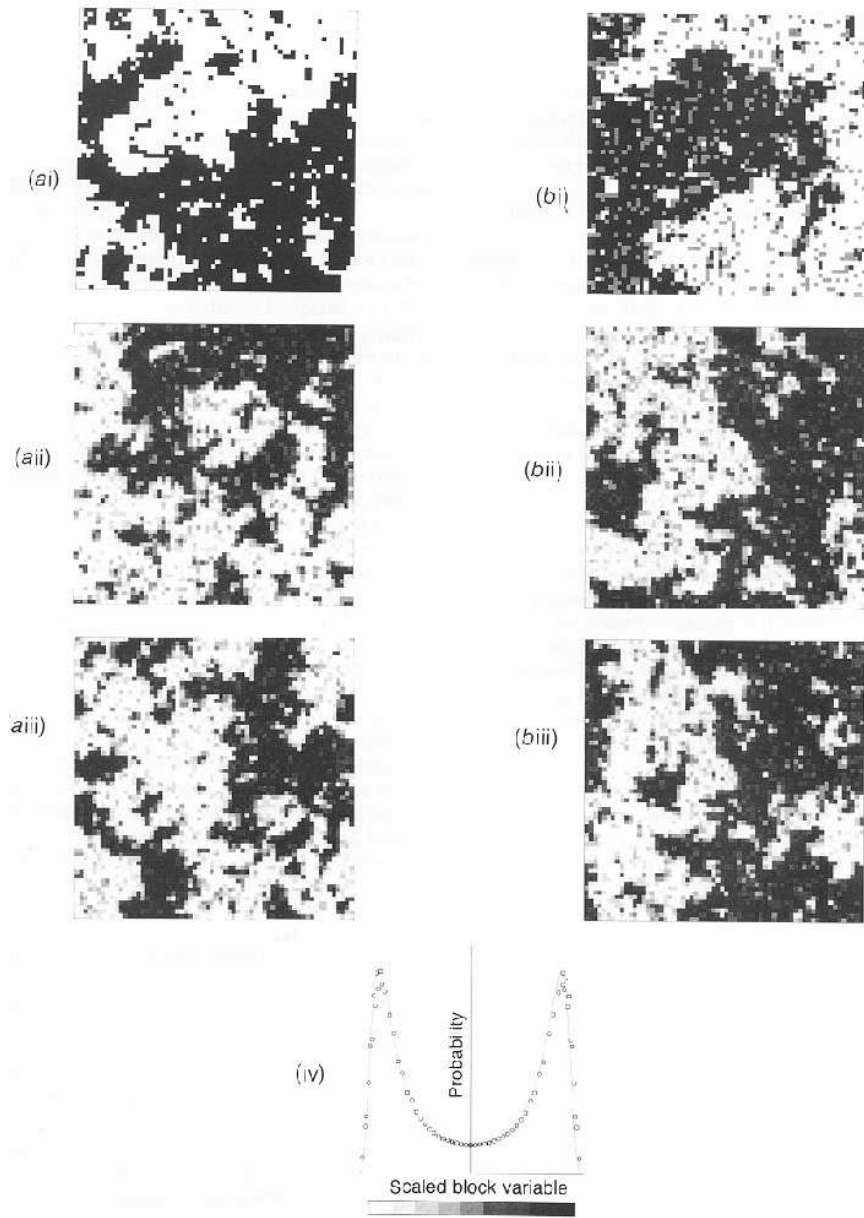 (ai)
(bi)
(aii)
(bii)
aiii)
(biii)
(iv)
Probability
Scaled block variable